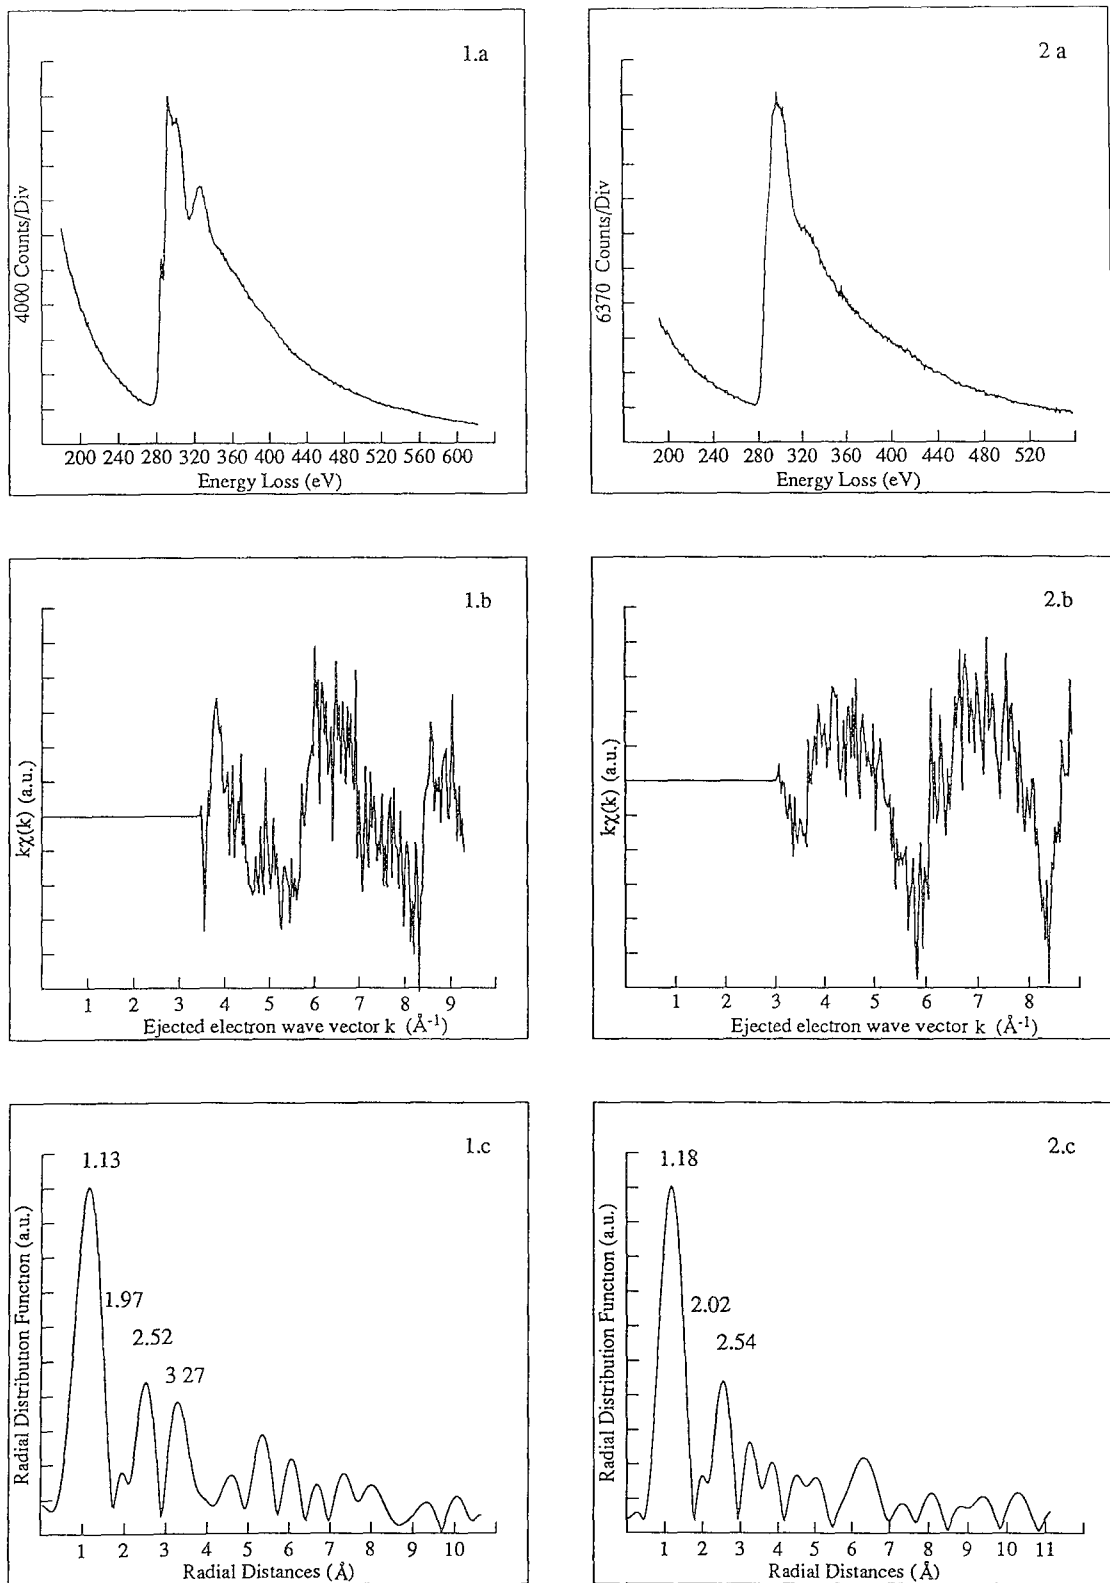 1.a
4000 Counts/Div
200 240 280 320 360 400 440 480 520 560 600
Energy Loss (eV)
2 a
6370 Counts/Div
200 240 280 320 360 400 440 480 520
Energy Loss (eV)
1.b
kχ(k) (a.u.)
1 2 3 4 5 6 7 8 9
Ejected electron wave vector k (Å-1)
2.b
kχ(k) (a.u.)
1 2 3 4 5 6 7 8
Ejected electron wave vector k (Å-1)
1.c
1.13
1.97
2.52
3 27
Radial Distribution Function (a.u.)
1 2 3 4 5 6 7 8 9 10
Radial Distances (Å)
2.c
1.18
2.02
2.54
Radial Distribution Function (a.u.)
1 2 3 4 5 6 7 8 9 10 11
Radial Distances (Å)